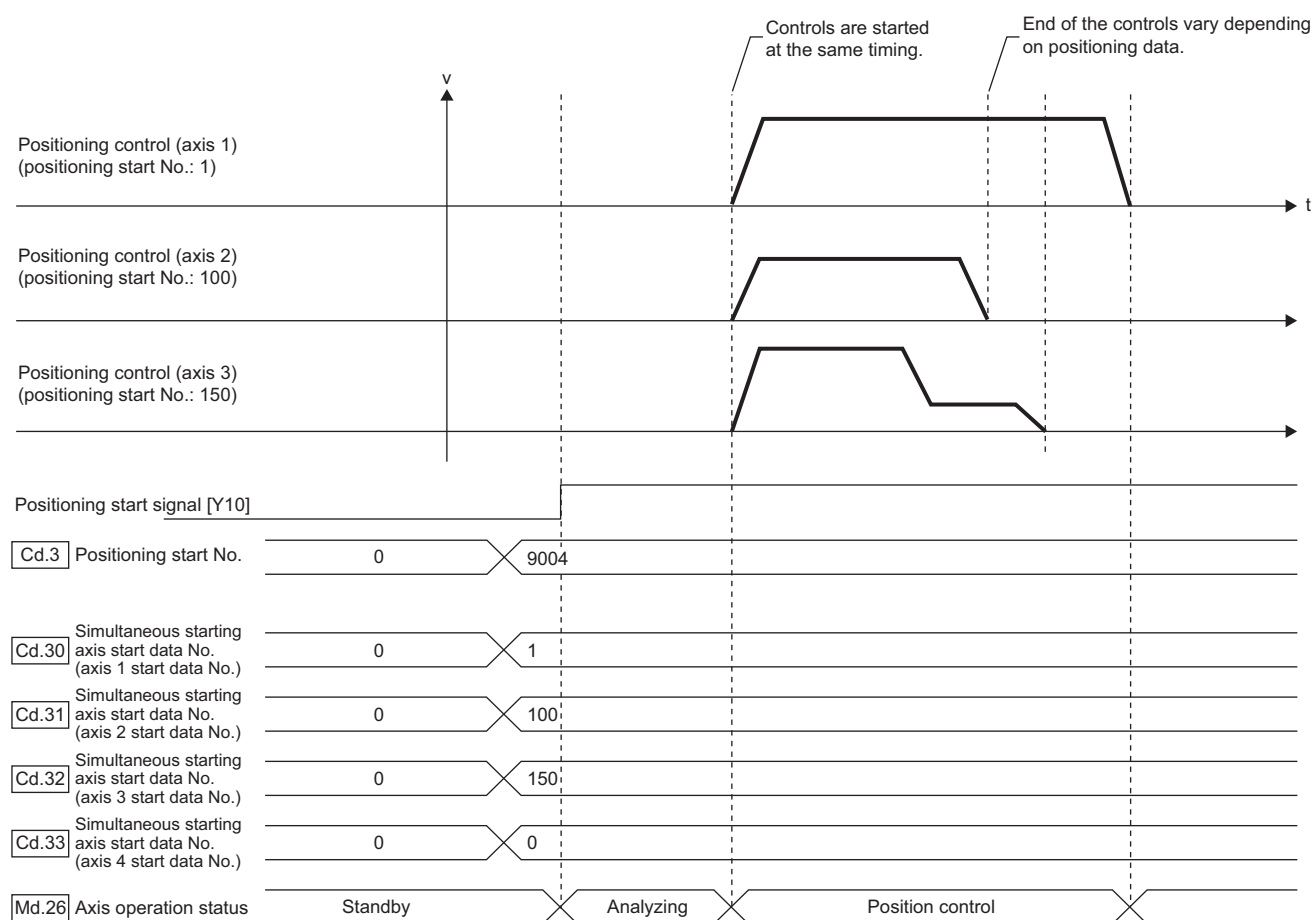 Controls are started
at the same timing.
End of the controls vary depending
on positioning data.
v
Positioning control (axis 1)
(positioning start No.: 1)
t
Positioning control (axis 2)
(positioning start No.: 100)
Positioning control (axis 3)
(positioning start No.: 150)
Positioning start signal [Y10]
Cd.3 Positioning start No. 0 9004
Simultaneous starting
Cd.30 axis start data No. 0 1
(axis 1 start data No.)
Simultaneous starting
Cd.31 axis start data No. 0 100
(axis 2 start data No.)
Simultaneous starting
Cd.32 axis start data No. 0 150
(axis 3 start data No.)
Simultaneous starting
Cd.33 axis start data No. 0 0
(axis 4 start data No.)
Md.26 Axis operation status Standby Analyzing Position control